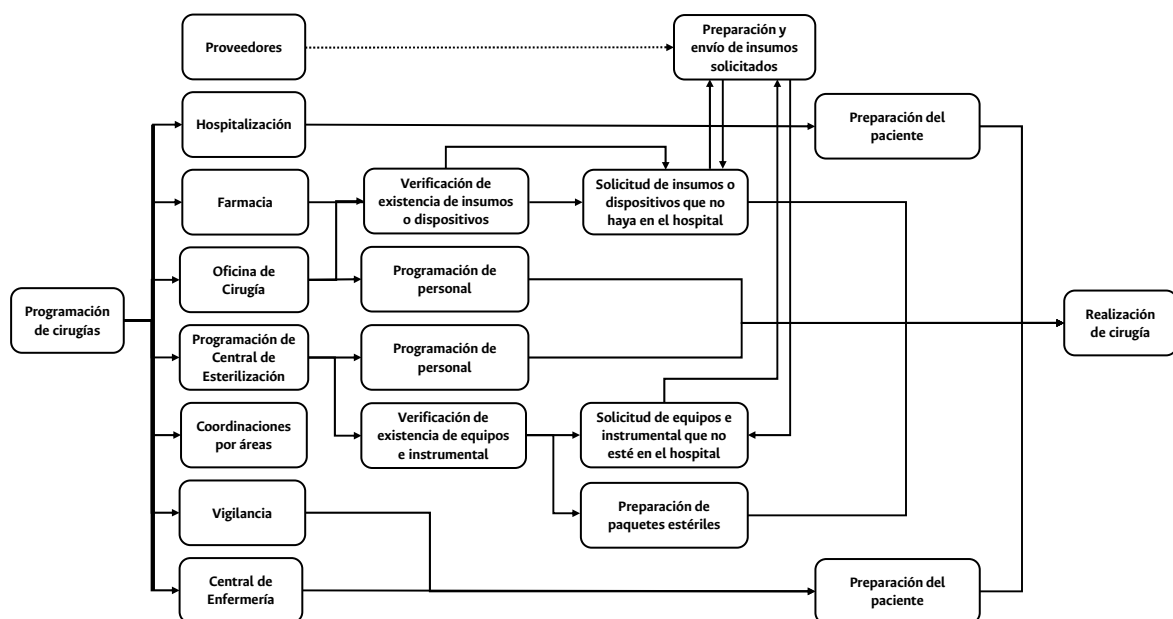 Proveedores
Preparación y
envío de insumos
solicitados
Hospitalización
Preparación del
paciente
Farmacia
Verificación de
existencia de insumos
o dispositivos
Solicitud de insumos o
dispositivos que no
haya en el hospital
Oficina de
Cirugía
Programación de
personal
Programación
de cirugías
Realización
de cirugía
Programación de
Central de
Esterilización
Programación de
personal
Coordinaciones
por áreas
Verificación de
existencia de equipos
e instrumental
Solicitud de equipos e
instrumental que no
esté en el hospital
Vigilancia
Preparación de
paquetes estériles
Central de
Enfermería
Preparación del
paciente